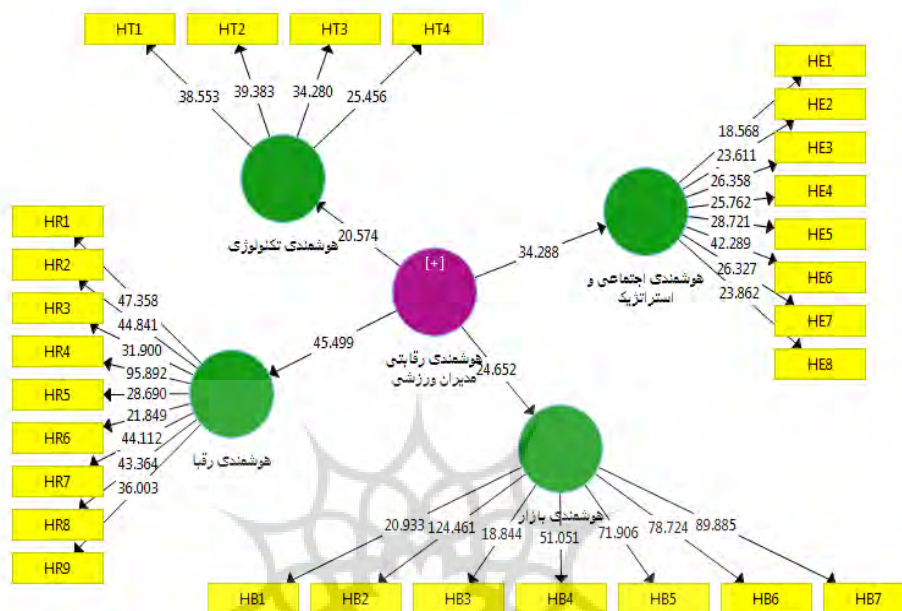 HT1
HT2
HT3
HT4
38.553
39.383
34.280
25.456
هوشمندی تکنولوژی
20.574
HE1
HE2
HE3
HE4
HE5
HE6
HE7
HE8
18.568
23.611
26.358
25.762
28.721
42.289
26.327
23.862
هوشمندی اجتماعی و
استراتژیک
34.288
[+]
هوشمندی رقابتی
مدیران ورزشی
HR1
HR2
HR3
HR4
HR5
HR6
HR7
HR8
HR9
47.358
44.841
31.900
95.892
28.690
21.849
44.112
43.364
36.003
هوشمندی رقبا
45.499
24.652
هوشمندی بازار
20.933
124.461
18.844
51.051
71.906
78.724
89.885
HB1
HB2
HB3
HB4
HB5
HB6
HB7